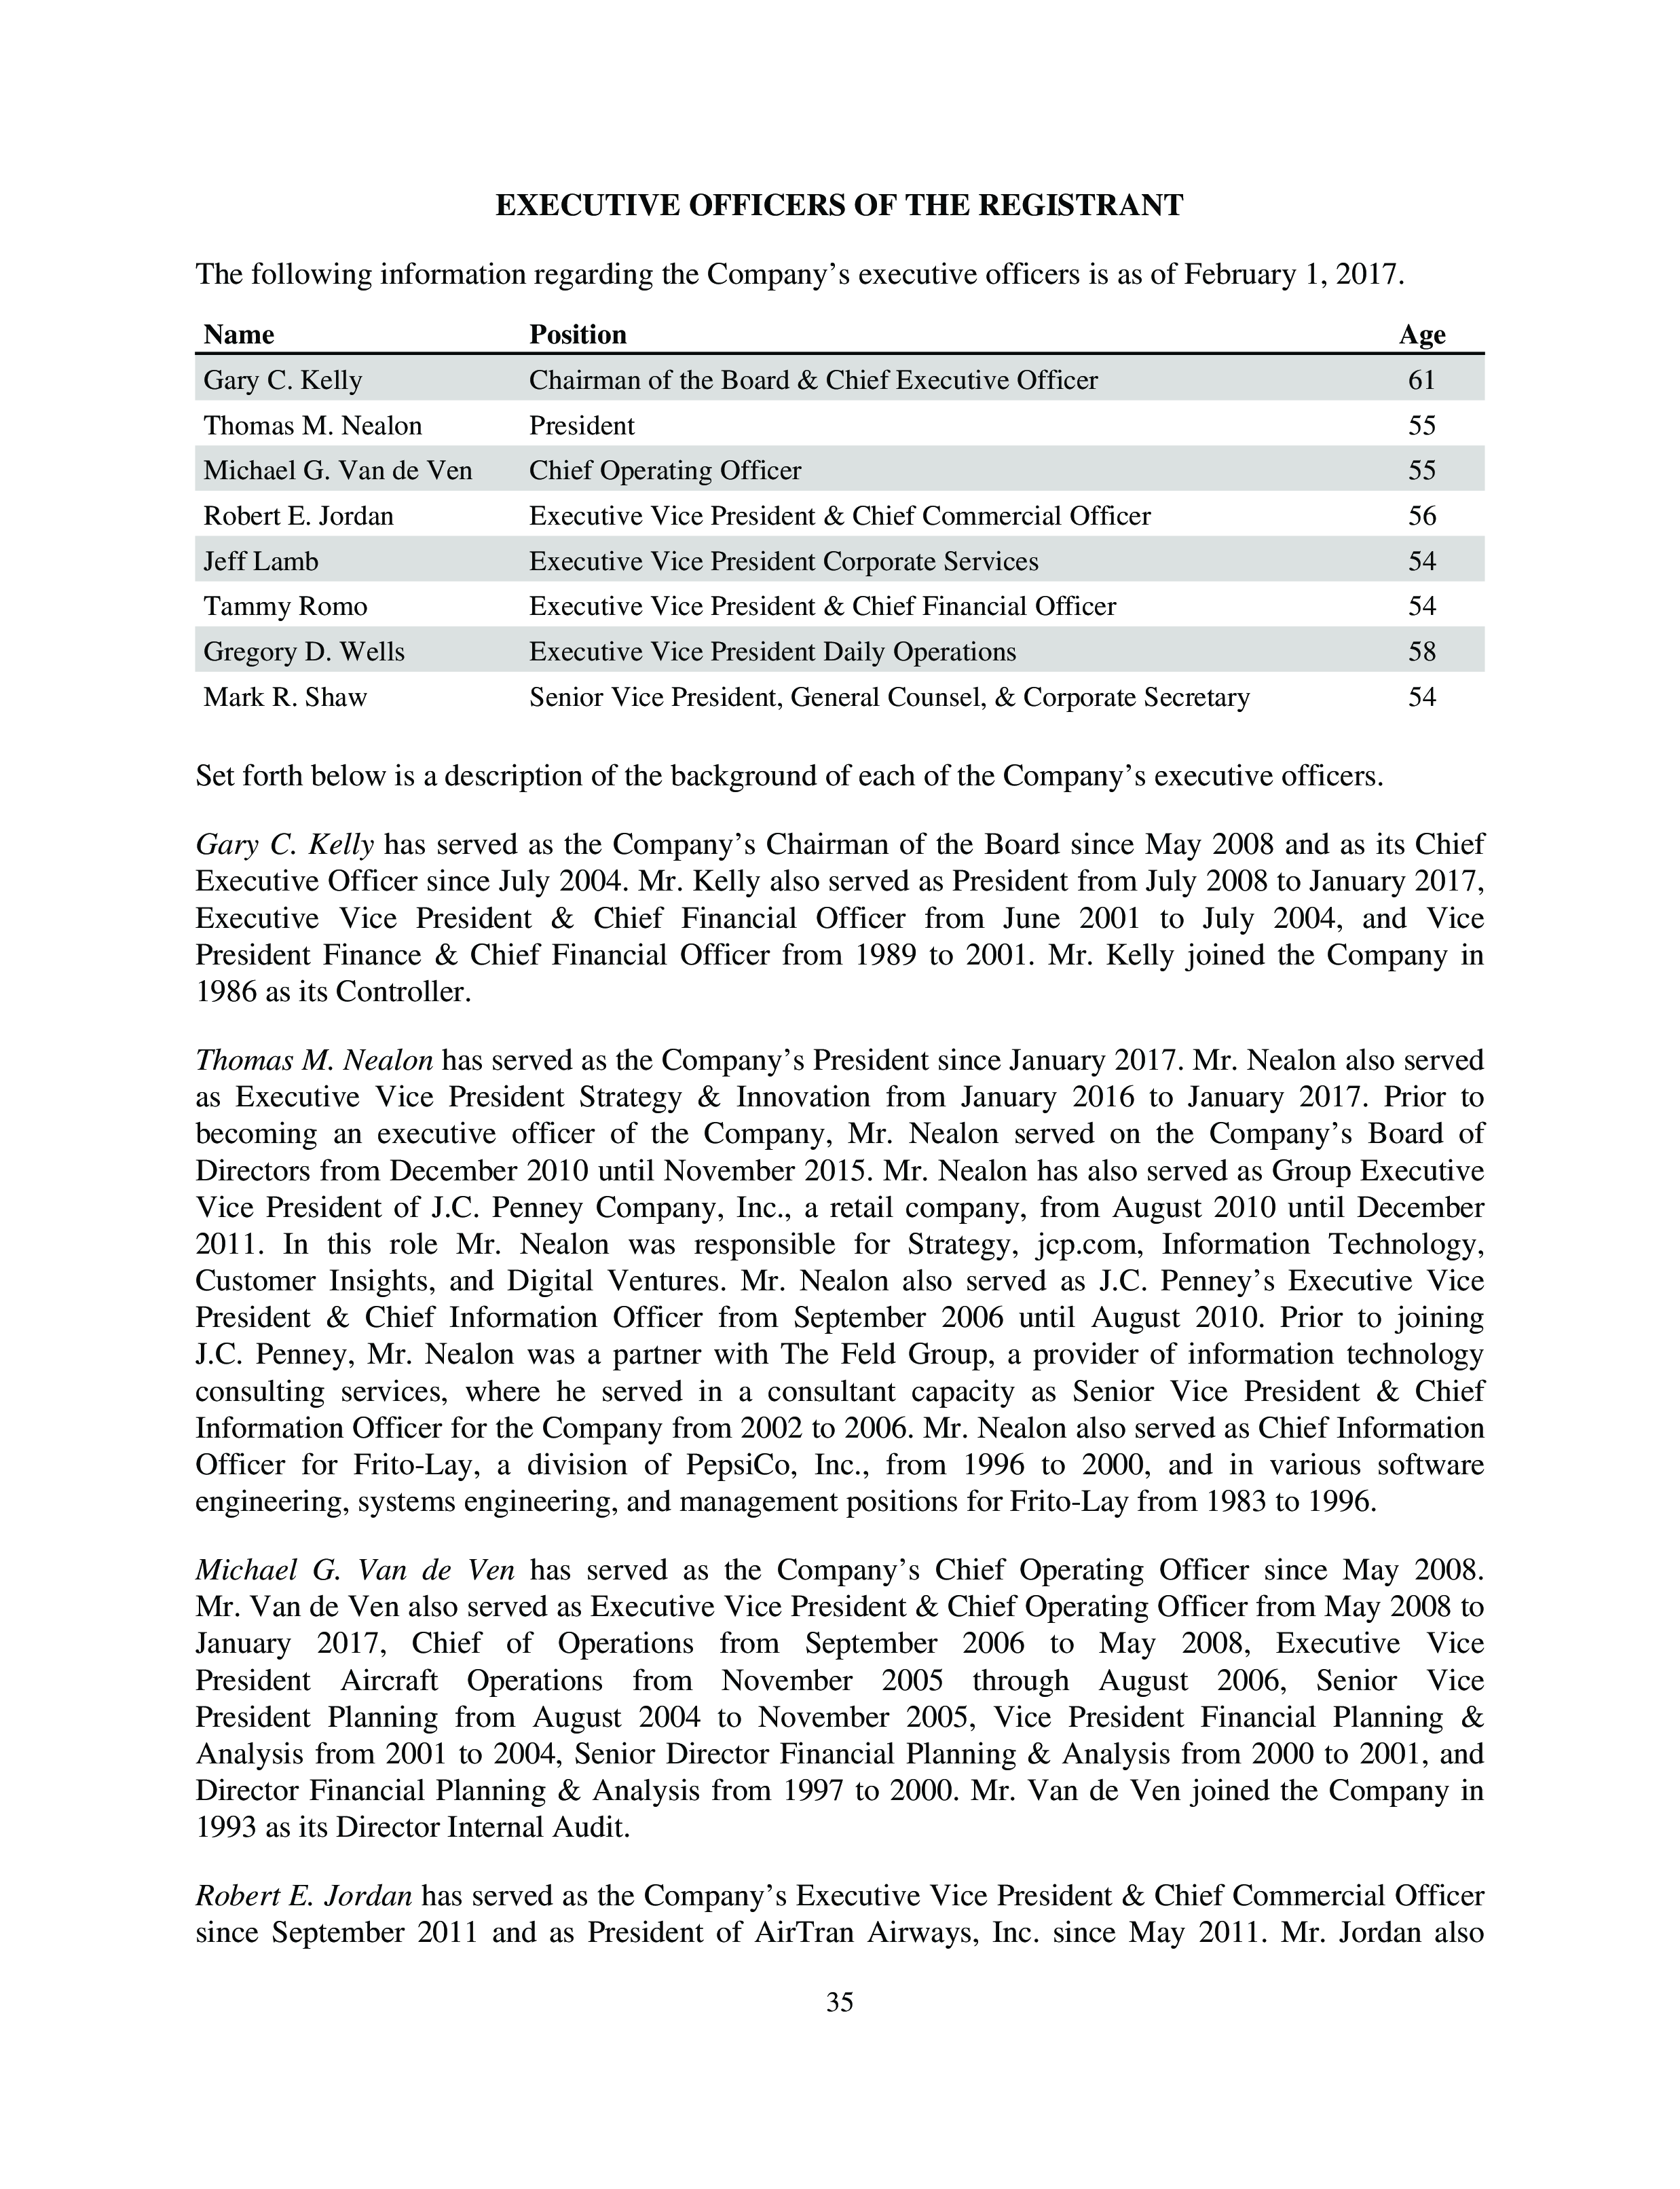 EXECUTIVE OFFICERS OF THE REGISTRANT
The following information regarding the Company’s executive officers is as of February 1, 2017.
Name Position Age
Gary C. Kelly Chairman of the Board & Chief Executive Officer 61
Thomas M. Nealon President 55
Michael G. Van de Ven Chief Operating Officer 55
Robert E. Jordan Executive Vice President & Chief Commercial Officer 56
Jeff Lamb Executive Vice President Corporate Services 54
Tammy Romo Executive Vice President & Chief Financial Officer 54
Gregory D. Wells Executive Vice President Daily Operations 58
Mark R. Shaw Senior Vice President, General Counsel, & Corporate Secretary 54
Set forth below is a description of the background of each of the Company’s executive officers.
Gary C. Kelly has served as the Company’s Chairman of the Board since May 2008 and as its Chief
Executive Officer since July 2004. Mr. Kelly also served as President from July 2008 to January 2017,
Executive Vice President & Chief Financial Officer from June 2001 to July 2004, and Vice
President Finance & Chief Financial Officer from 1989 to 2001. Mr. Kelly joined the Company in
1986 as its Controller.
Thomas M. Nealon has served as the Company’s President since January 2017. Mr. Nealon also served
as Executive Vice President Strategy & Innovation from January 2016 to January 2017. Prior to
becoming an executive officer of the Company, Mr. Nealon served on the Company’s Board of
Directors from December 2010 until November 2015. Mr. Nealon has also served as Group Executive
Vice President of J.C. Penney Company, Inc., a retail company, from August 2010 until December
2011. In this role Mr. Nealon was responsible for Strategy, jcp.com, Information Technology,
Customer Insights, and Digital Ventures. Mr. Nealon also served as J.C. Penney’s Executive Vice
President & Chief Information Officer from September 2006 until August 2010. Prior to joining
J.C. Penney, Mr. Nealon was a partner with The Feld Group, a provider of information technology
consulting services, where he served in a consultant capacity as Senior Vice President & Chief
Information Officer for the Company from 2002 to 2006. Mr. Nealon also served as Chief Information
Officer for Frito-Lay, a division of PepsiCo, Inc., from 1996 to 2000, and in various software
engineering, systems engineering, and management positions for Frito-Lay from 1983 to 1996.
Michael G. Van de Ven has served as the Company’s Chief Operating Officer since May 2008.
Mr. Van de Ven also served as Executive Vice President & Chief Operating Officer from May 2008 to
January 2017, Chief of Operations from September 2006 to May 2008, Executive Vice
President Aircraft Operations from November 2005 through August 2006, Senior Vice
President Planning from August 2004 to November 2005, Vice President Financial Planning &
Analysis from 2001 to 2004, Senior Director Financial Planning & Analysis from 2000 to 2001, and
Director Financial Planning & Analysis from 1997 to 2000. Mr. Van de Ven joined the Company in
1993 as its Director Internal Audit.
Robert E. Jordan has served as the Company’s Executive Vice President & Chief Commercial Officer
since September 2011 and as President of AirTran Airways, Inc. since May 2011. Mr. Jordan also
35